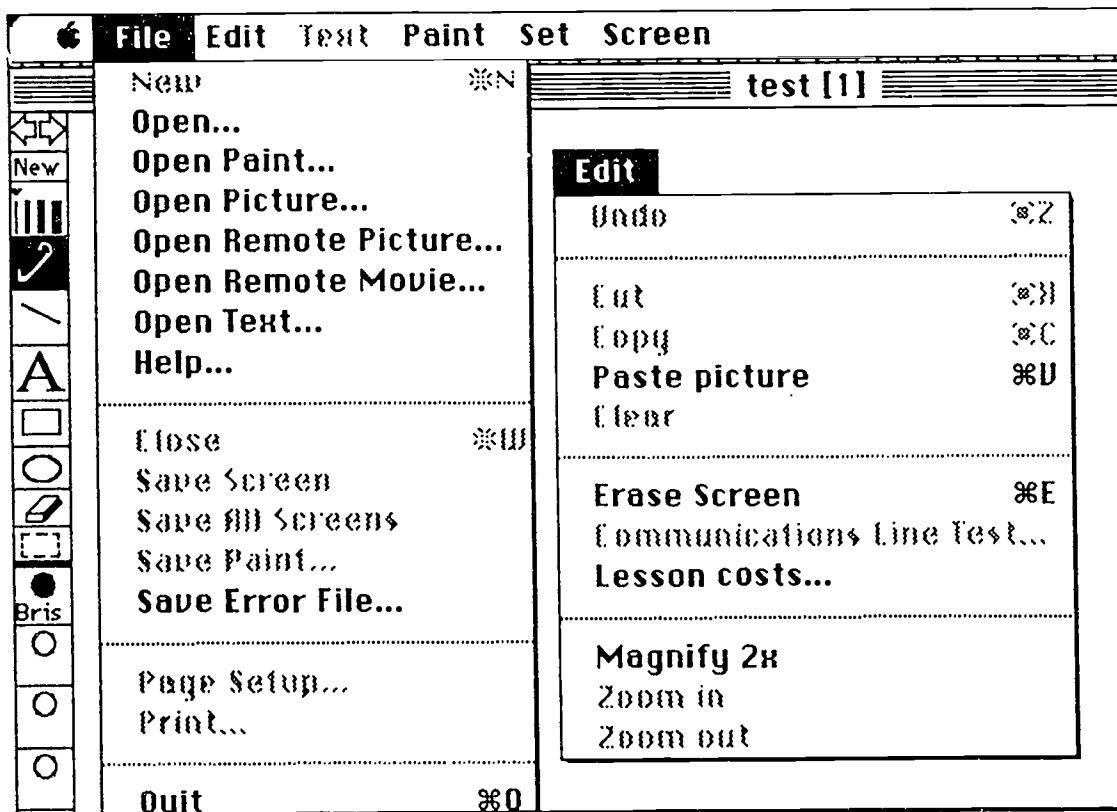 File Edit Text Paint Set Screen
test [1]
New ⌘N
Open...
Open Paint...
Open Picture...
Open Remote Picture...
Open Remote Movie...
Open Text...
Help...
Close ⌘W
Save Screen
Save All Screens
Save Paint...
Save Error File...
Page Setup...
Print...
Quit ⌘Q
New
A
Bris
Edit
Undo ⌘Z
Cut ⌘X
Copy ⌘C
Paste picture ⌘V
Clear
Erase Screen ⌘E
Communications Line Test...
Lesson costs...
Magnify 2x
Zoom in
Zoom out